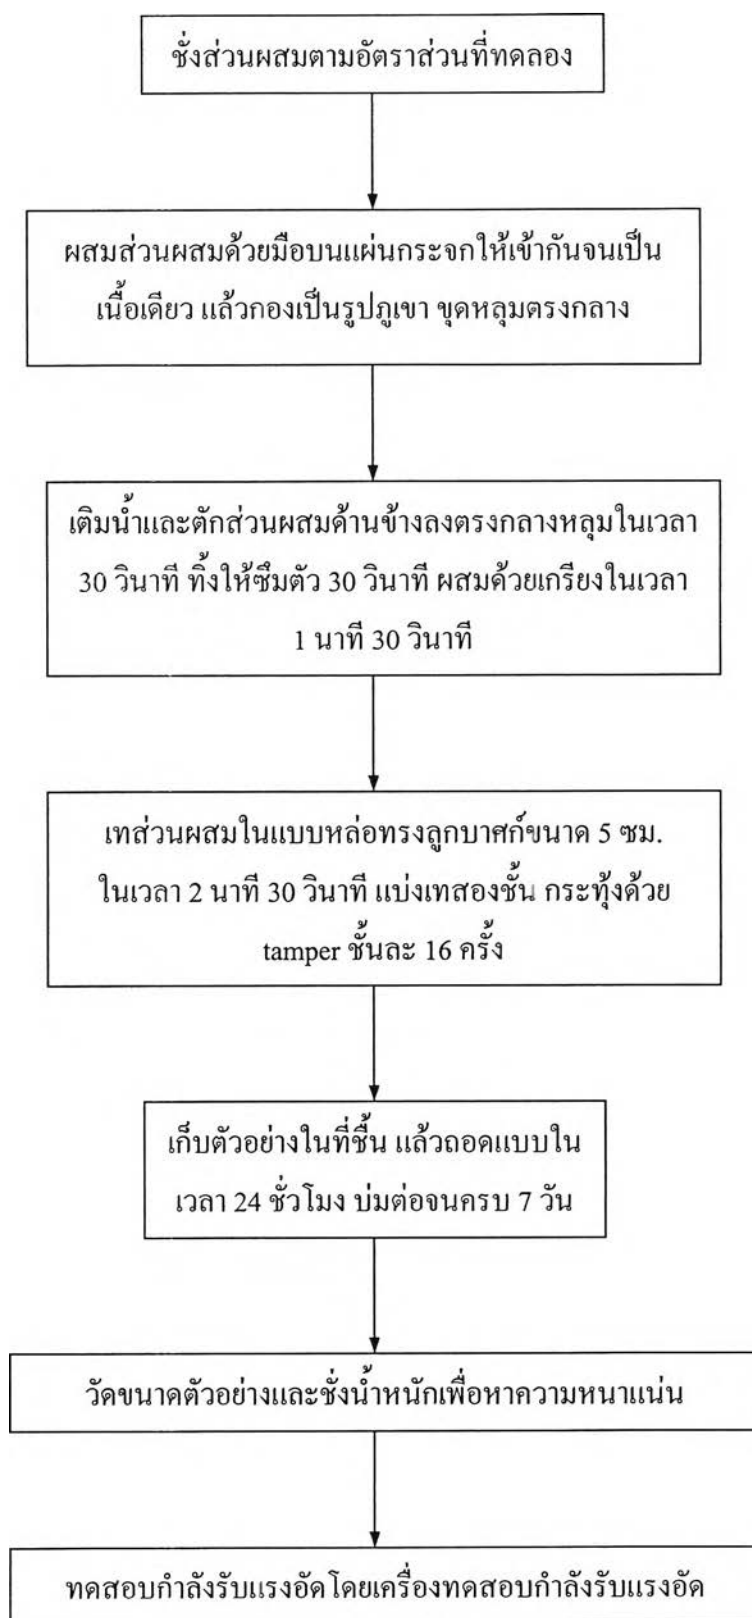 ชั่งส่วนผสมตามอัตราส่วนที่ทดลอง
ผสมส่วนผสมด้วยมือบนแผ่นกระจกให้เข้ากันจนเป็น
เนื้อเดียว แล้วกองเป็นรูปภูเขา ขุดหลุมตรงกลาง
เติมน้ำและตักส่วนผสมด้านข้างลงตรงกลางหลุมในเวลา
30 วินาที ทิ้งให้ซึมตัว 30 วินาที ผสมด้วยเกรียงในเวลา
1 นาที 30 วินาที
เทส่วนผสมในแบบหล่อทรงลูกบาศก์ขนาด 5 ซม.
ในเวลา 2 นาที 30 วินาที แบ่งเทสองชั้น กระทุ้งด้วย
tamper ชั้นละ 16 ครั้ง
เก็บตัวอย่างในที่ชื้น แล้วถอดแบบใน
เวลา 24 ชั่วโมง บ่มต่อจนครบ 7 วัน
วัดขนาดตัวอย่างและชั่งน้ำหนักเพื่อหาความหนาแน่น
ทดสอบกำลังรับแรงอัดโดยเครื่องทดสอบกำลังรับแรงอัด